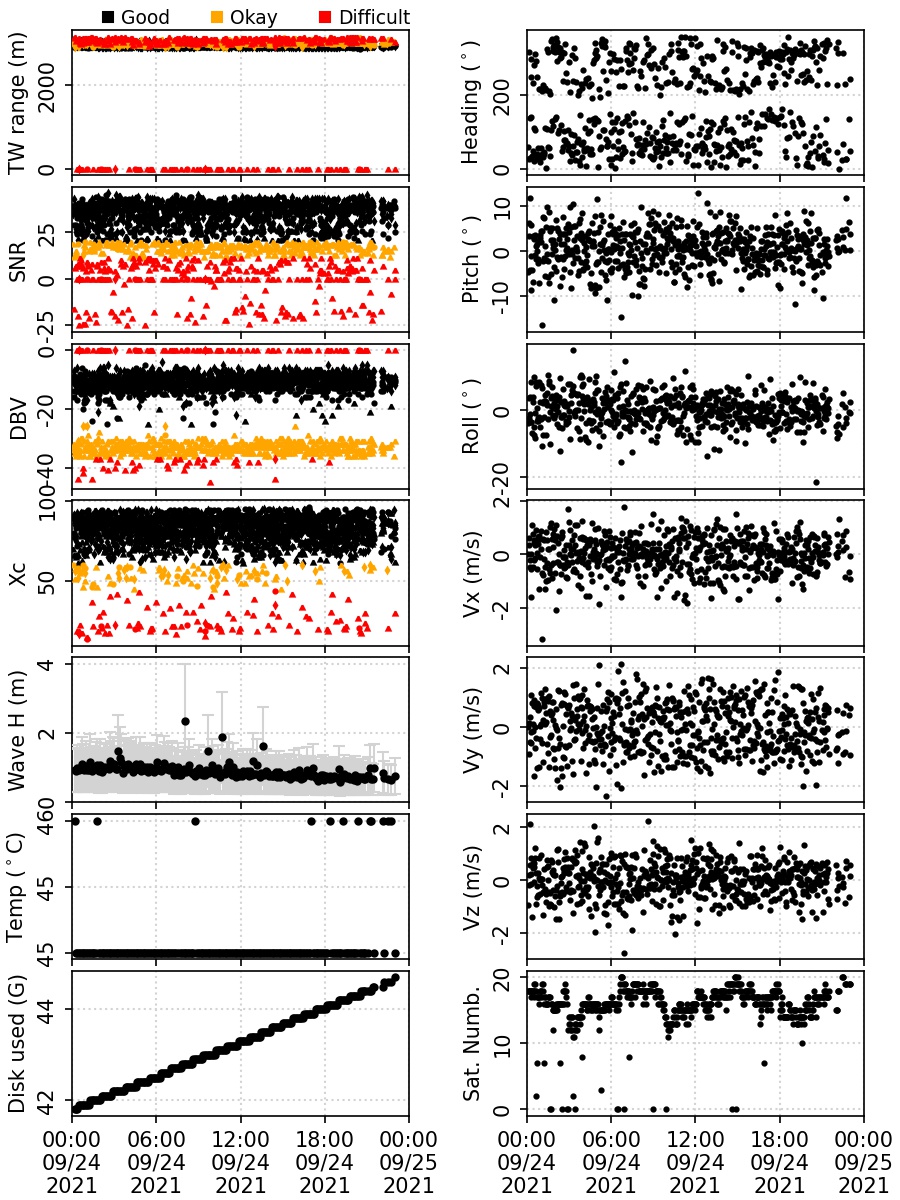 Good Okay Difficult
TW range (m)
2000
0
SNR
25
0
-25
DBV
0
-20
-40
Xc
100
50
Wave H (m)
4
2
0
Temp (°C)
46
45
45
Disk used (G)
44
42
00:00 06:00 12:00 18:00 00:00
09/24 09/24 09/24 09/24 09/25
2021 2021 2021 2021 2021
Heading (°)
200
0
Pitch (°)
10
0
-10
Roll (°)
0
-20
Vx (m/s)
2
0
-2
Vy (m/s)
2
0
-2
Vz (m/s)
2
0
-2
Sat. Numb.
20
10
0
00:00 06:00 12:00 18:00 00:00
09/24 09/24 09/24 09/24 09/25
2021 2021 2021 2021 2021